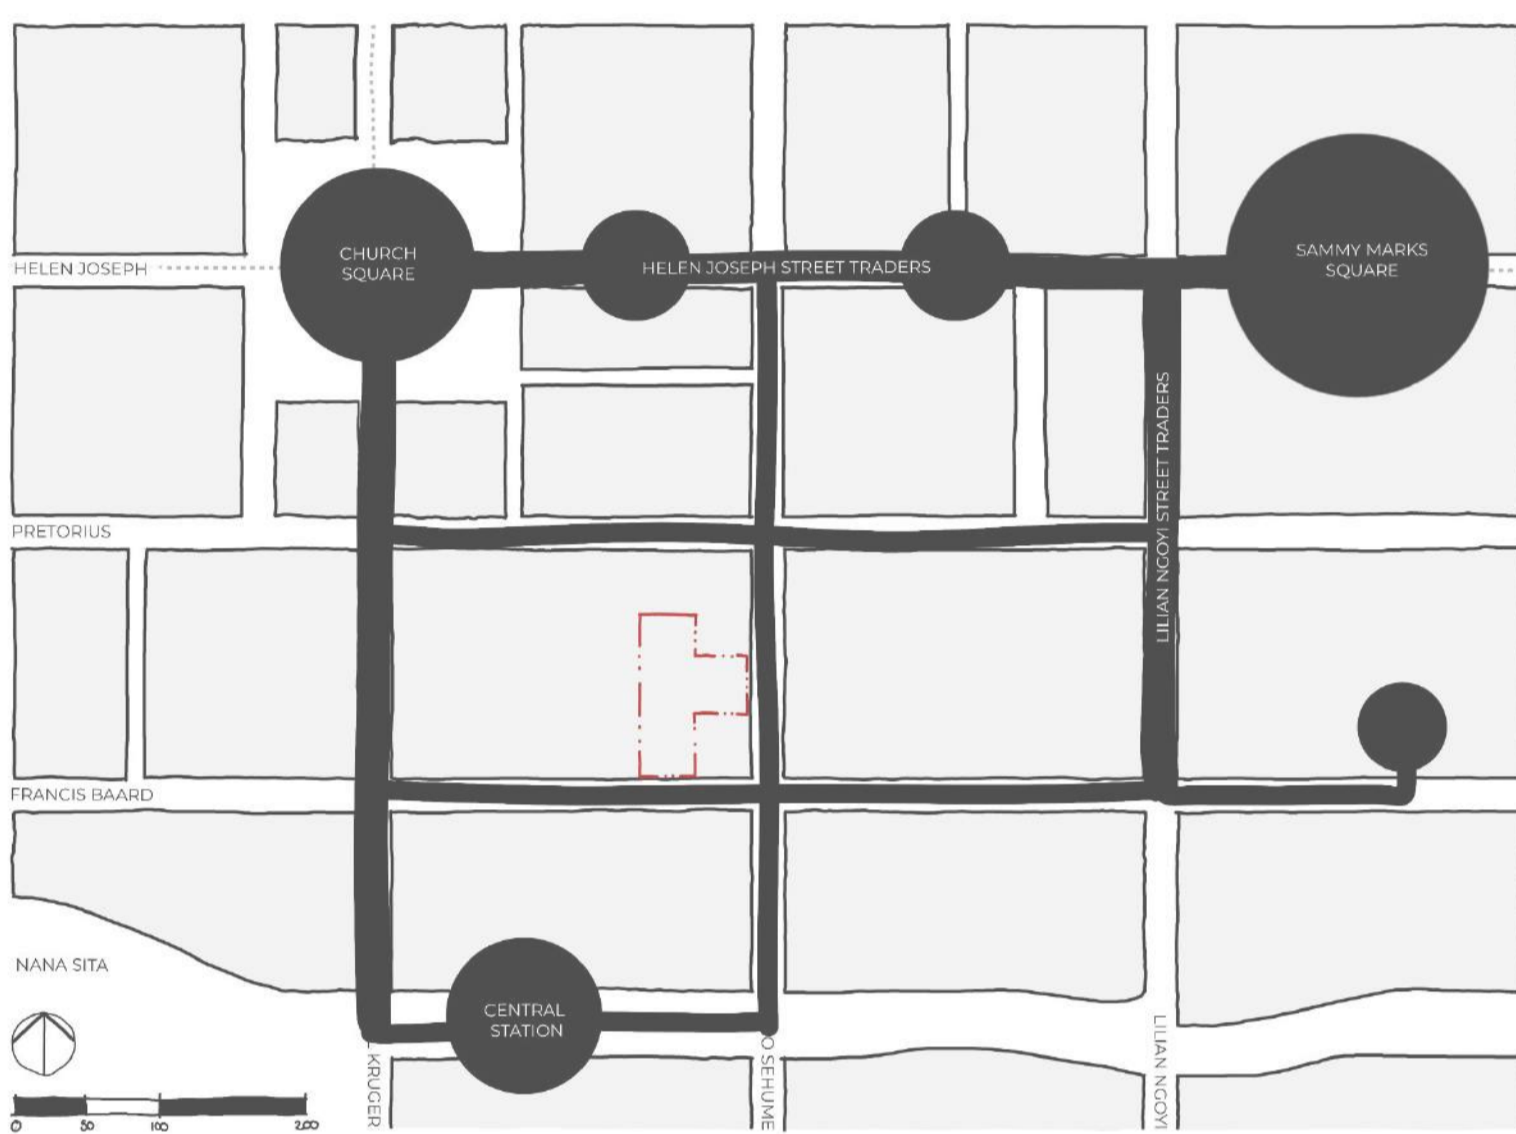 CHURCH
SQUARE
SAMMY MARKS
SQUARE
HELEN JOSEPH
HELEN JOSEPH STREET TRADERS
LILIAN NGOYI STREET TRADERS
PRETORIUS
FRANCIS BAARD
NANA SITA
CENTRAL
STATION
KRUGER
O SEHUME
LILIAN NGOYI
0 50 100 200